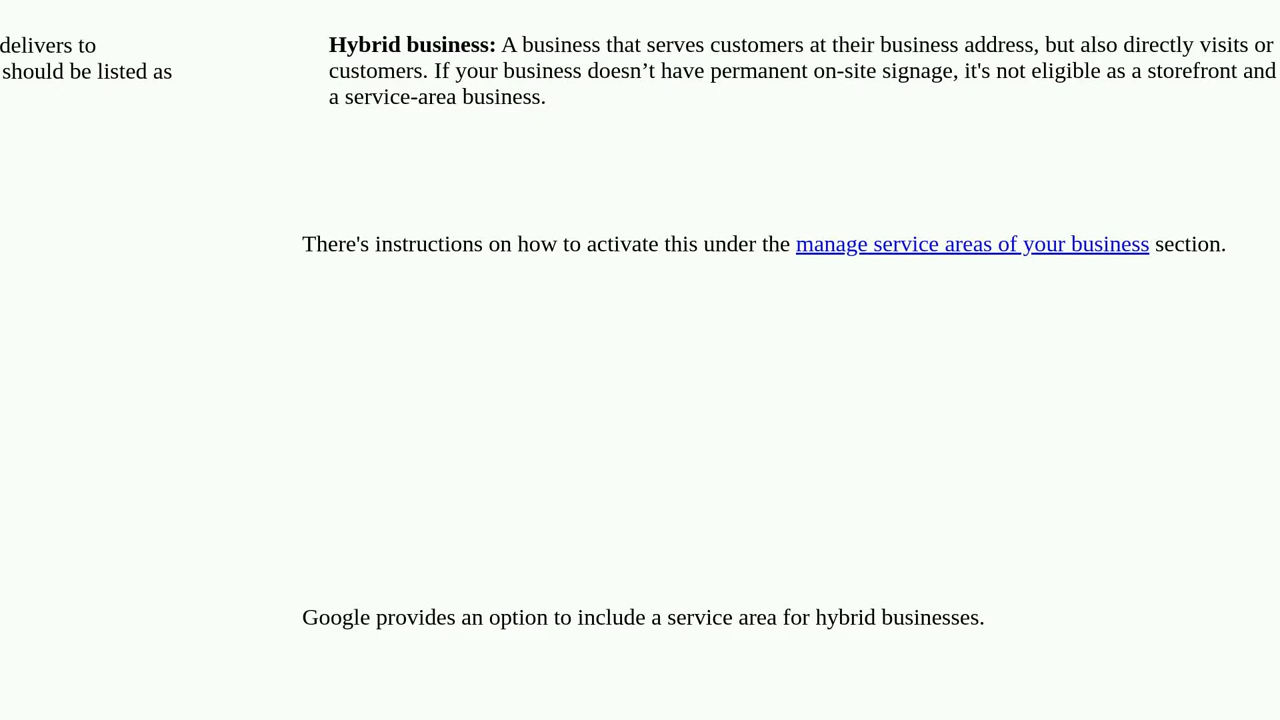 Hybrid business: A business that serves customers at their business address, but also directly visits or
delivers to
customers. If your business doesn’t have permanent on-site signage, it's not eligible as a storefront and
should be listed as
a service-area business.
There's instructions on how to activate this under the manage service areas of your business section.
Google provides an option to include a service area for hybrid businesses.